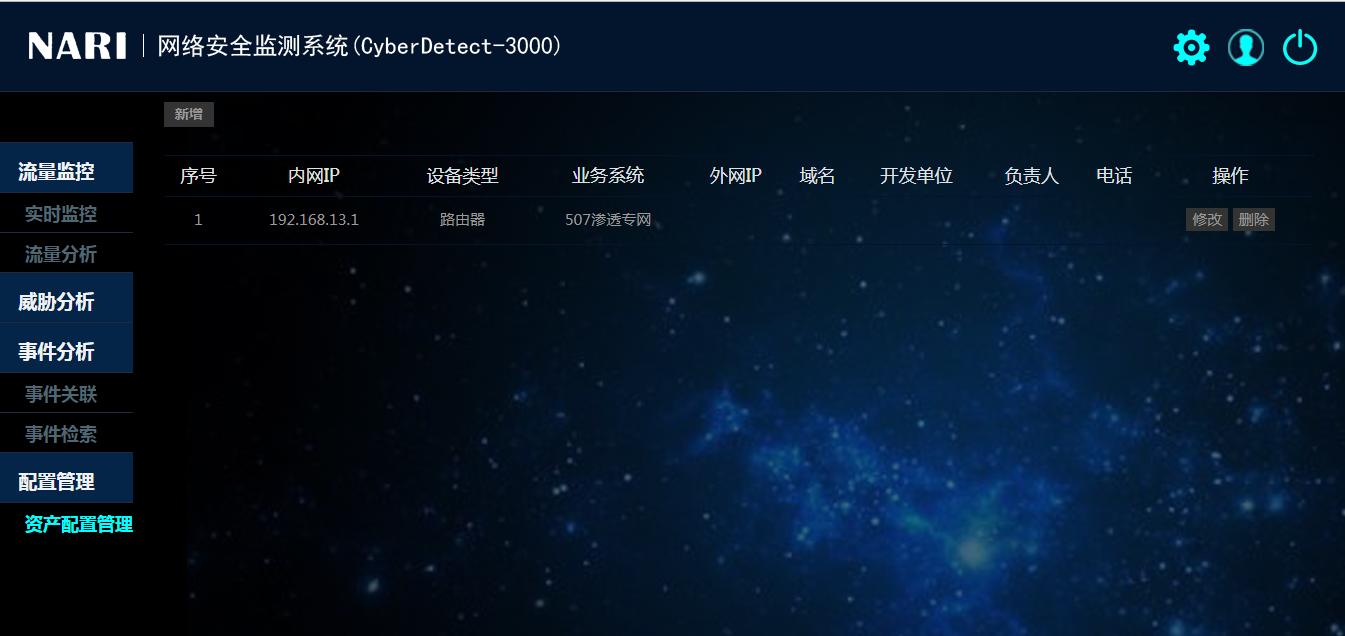 NARI 网络安全监测系统(CyberDetect-3000)
新增
流量监控
实时监控
流量分析
威胁分析
事件分析
事件关联
事件检索
配置管理
资产配置管理
序号 内网IP 设备类型 业务系统 外网IP 域名 开发单位 负责人 电话 操作
1 192.168.13.1 路由器 507渗透专网 修改 删除